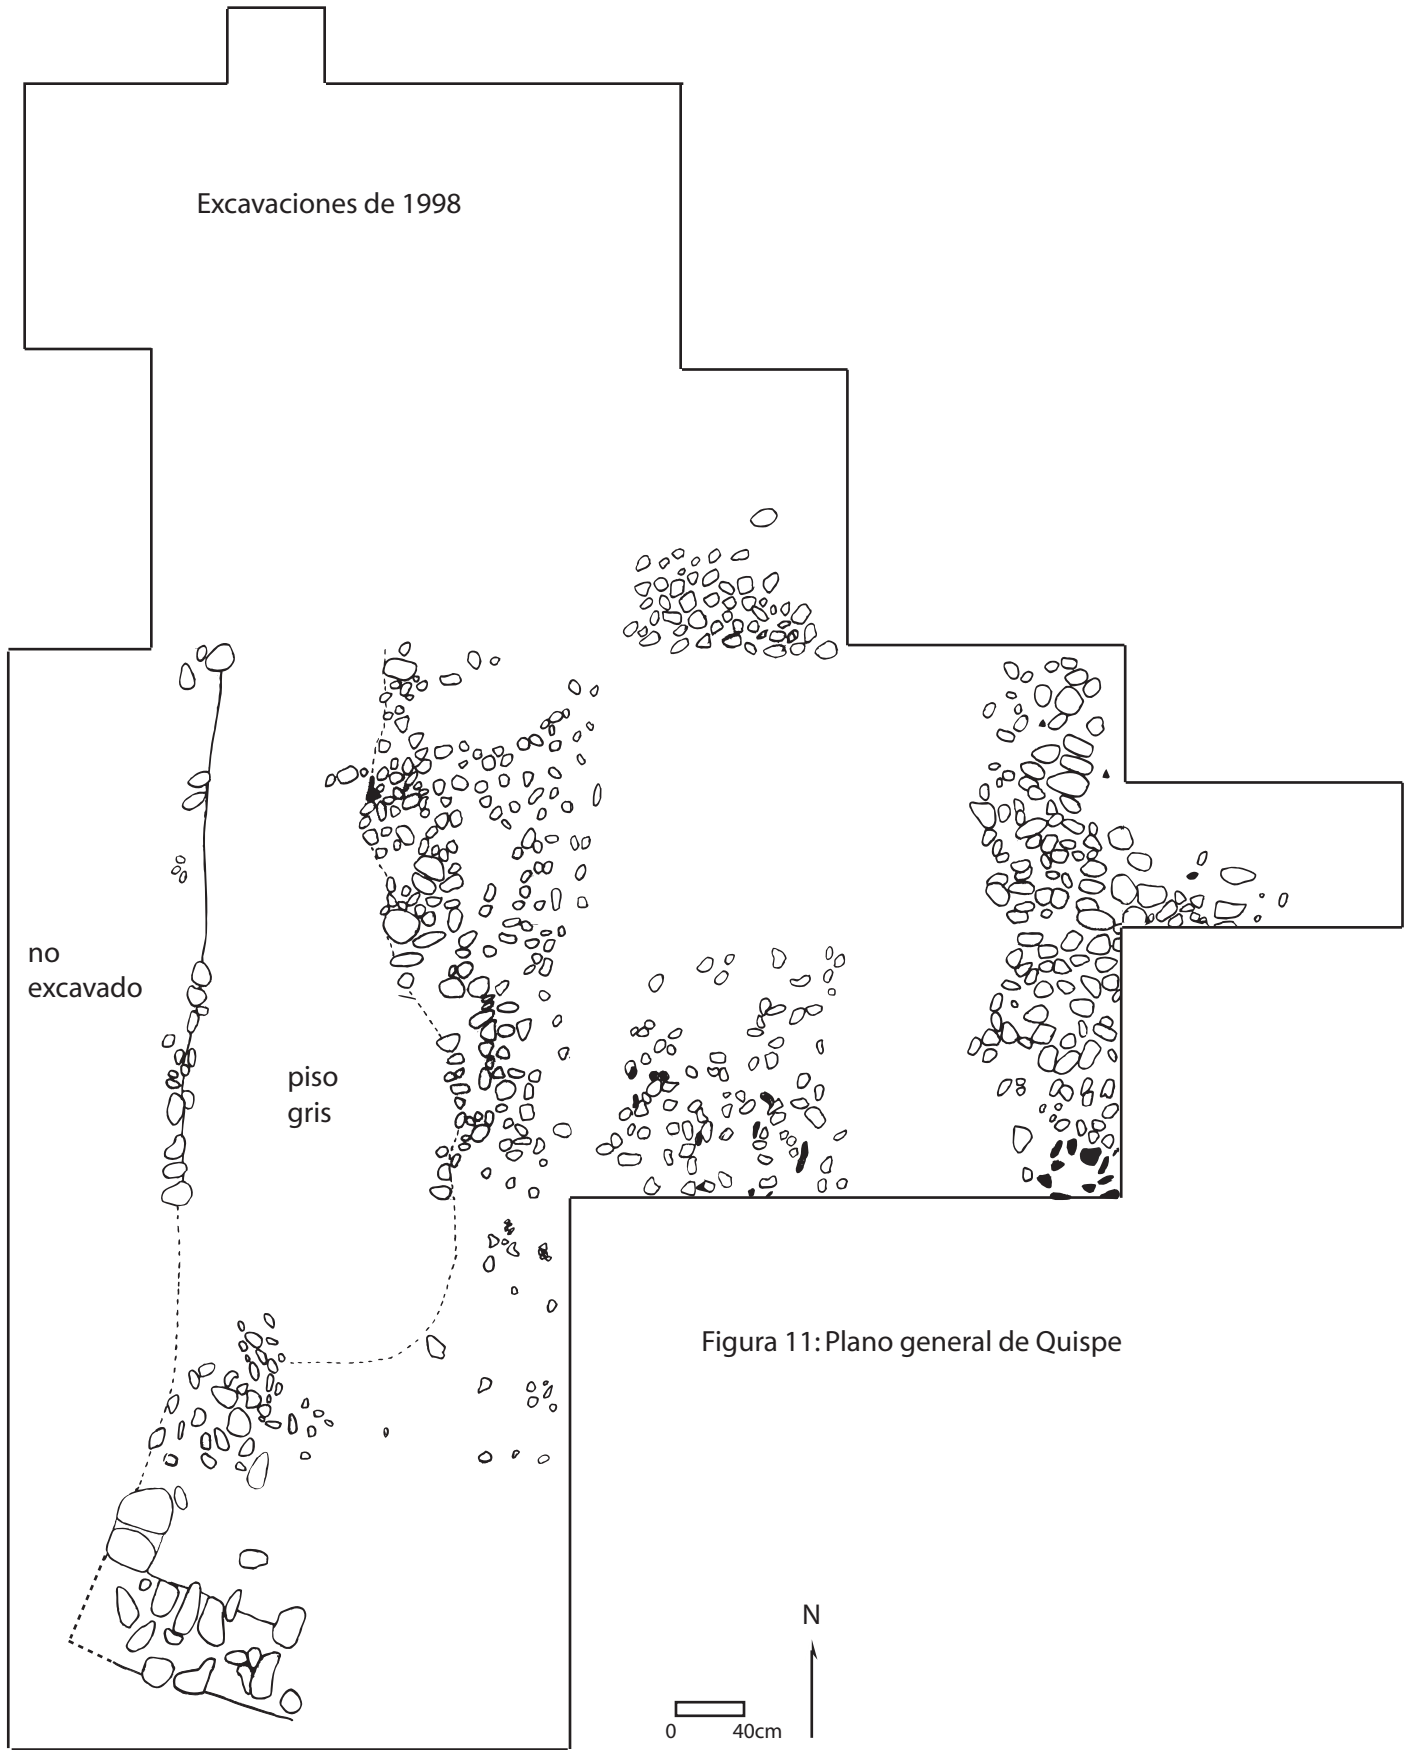 Excavaciones de 1998
no
excavado
piso
gris
Figura 11: Plano general de Quispe
N
0 40cm